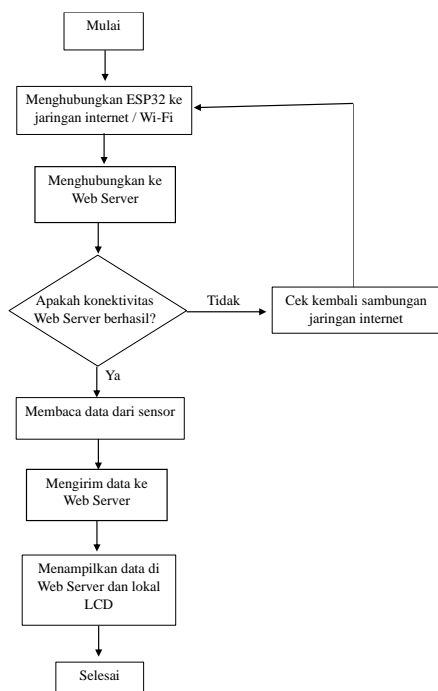 Mulai
Menghubungkan ESP32 ke
jaringan internet / Wi-Fi
Menghubungkan ke
Web Server
Apakah konektivitas
Web Server berhasil?
Tidak
Cek kembali sambungan
jaringan internet
Ya
Membaca data dari sensor
Mengirim data ke
Web Server
Menampilkan data di
Web Server dan lokal
LCD
Selesai